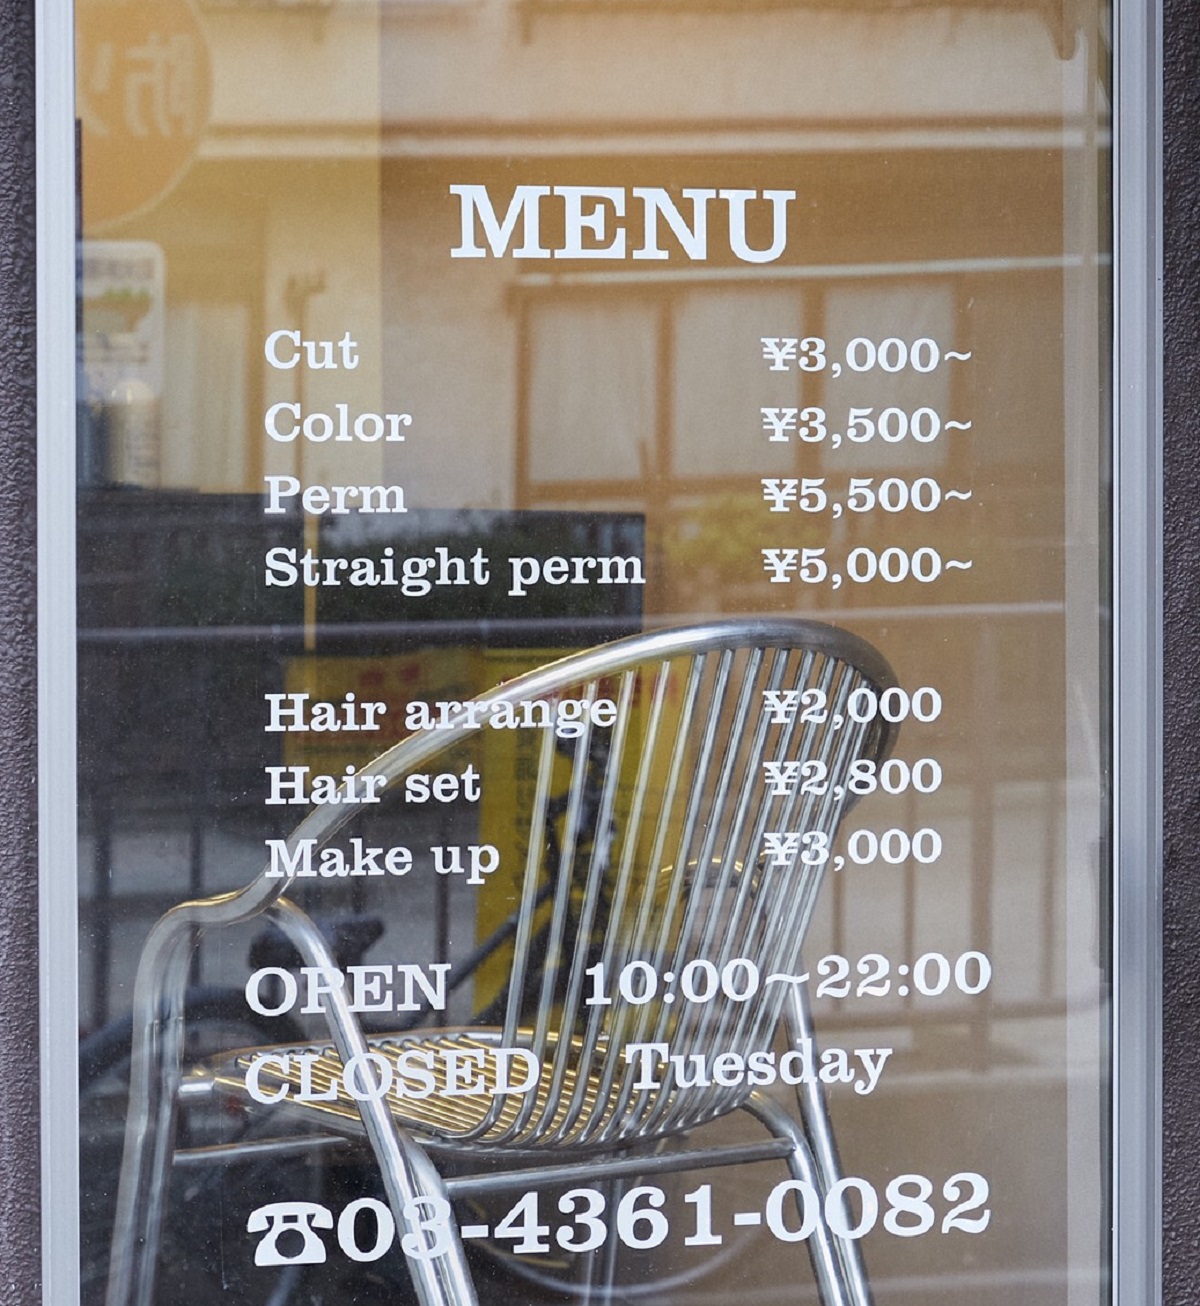 MENU
Cut ¥3,000~
Color ¥3,500~
Perm ¥5,500~
Straight perm ¥5,000~
Hair arrange ¥2,000
Hair set ¥2,800
Make up ¥3,000
OPEN 10:00~22:00
CLOSED Tuesday
☎03-4361-0082